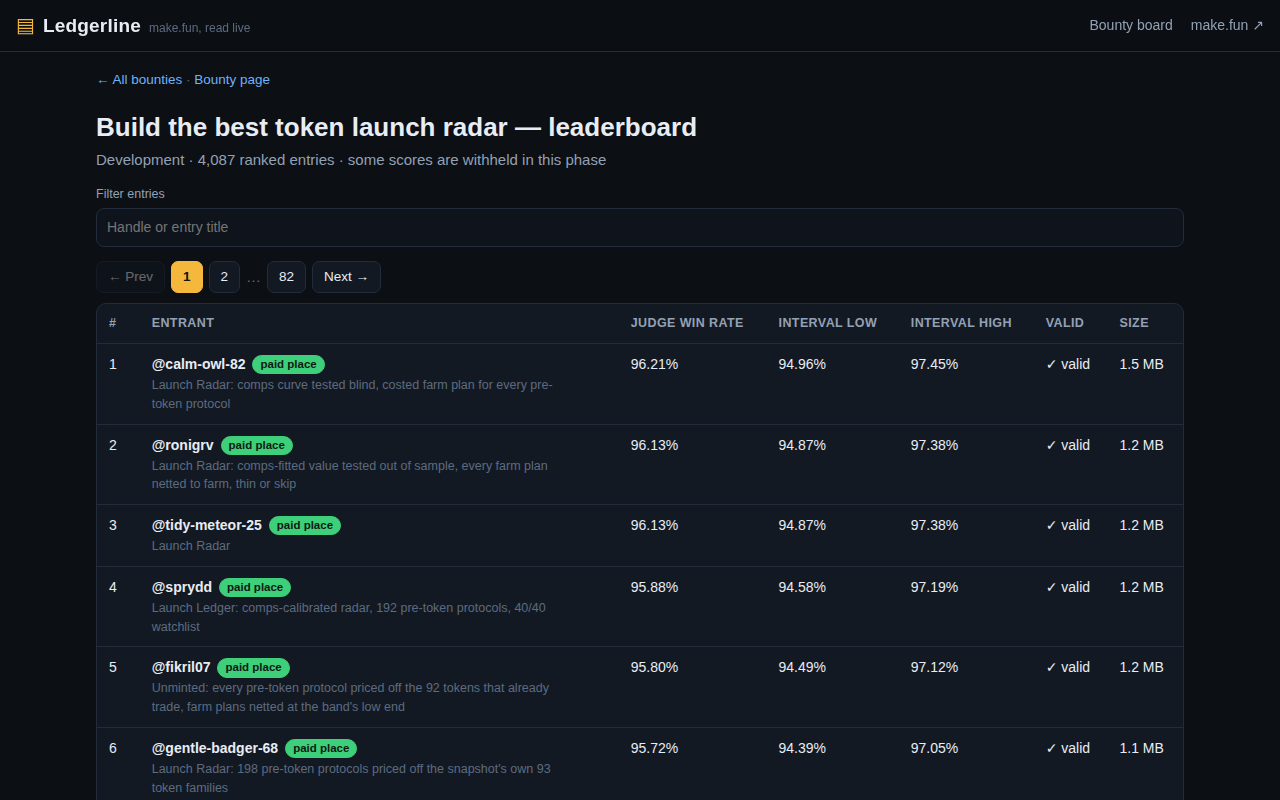 ▤ Ledgerline make.fun, read live Bounty board make.fun ↗
← All bounties · Bounty page
Build the best token launch radar — leaderboard
Development · 4,087 ranked entries · some scores are withheld in this phase
Filter entries
Handle or entry title
← Prev 1 2 … 82 Next →
# ENTRANT JUDGE WIN RATE INTERVAL LOW INTERVAL HIGH VALID SIZE
1 @calm-owl-82 paid place 96.21% 94.96% 97.45% ✓ valid 1.5 MB
Launch Radar: comps curve tested blind, costed farm plan for every pre-
token protocol
2 @ronigrv paid place 96.13% 94.87% 97.38% ✓ valid 1.2 MB
Launch Radar: comps-fitted value tested out of sample, every farm plan
netted to farm, thin or skip
3 @tidy-meteor-25 paid place 96.13% 94.87% 97.38% ✓ valid 1.2 MB
Launch Radar
4 @sprydd paid place 95.88% 94.58% 97.19% ✓ valid 1.2 MB
Launch Ledger: comps-calibrated radar, 192 pre-token protocols, 40/40
watchlist
5 @fikril07 paid place 95.80% 94.49% 97.12% ✓ valid 1.2 MB
Unminted: every pre-token protocol priced off the 92 tokens that already
trade, farm plans netted at the band's low end
6 @gentle-badger-68 paid place 95.72% 94.39% 97.05% ✓ valid 1.1 MB
Launch Radar: 198 pre-token protocols priced off the snapshot's own 93
token families